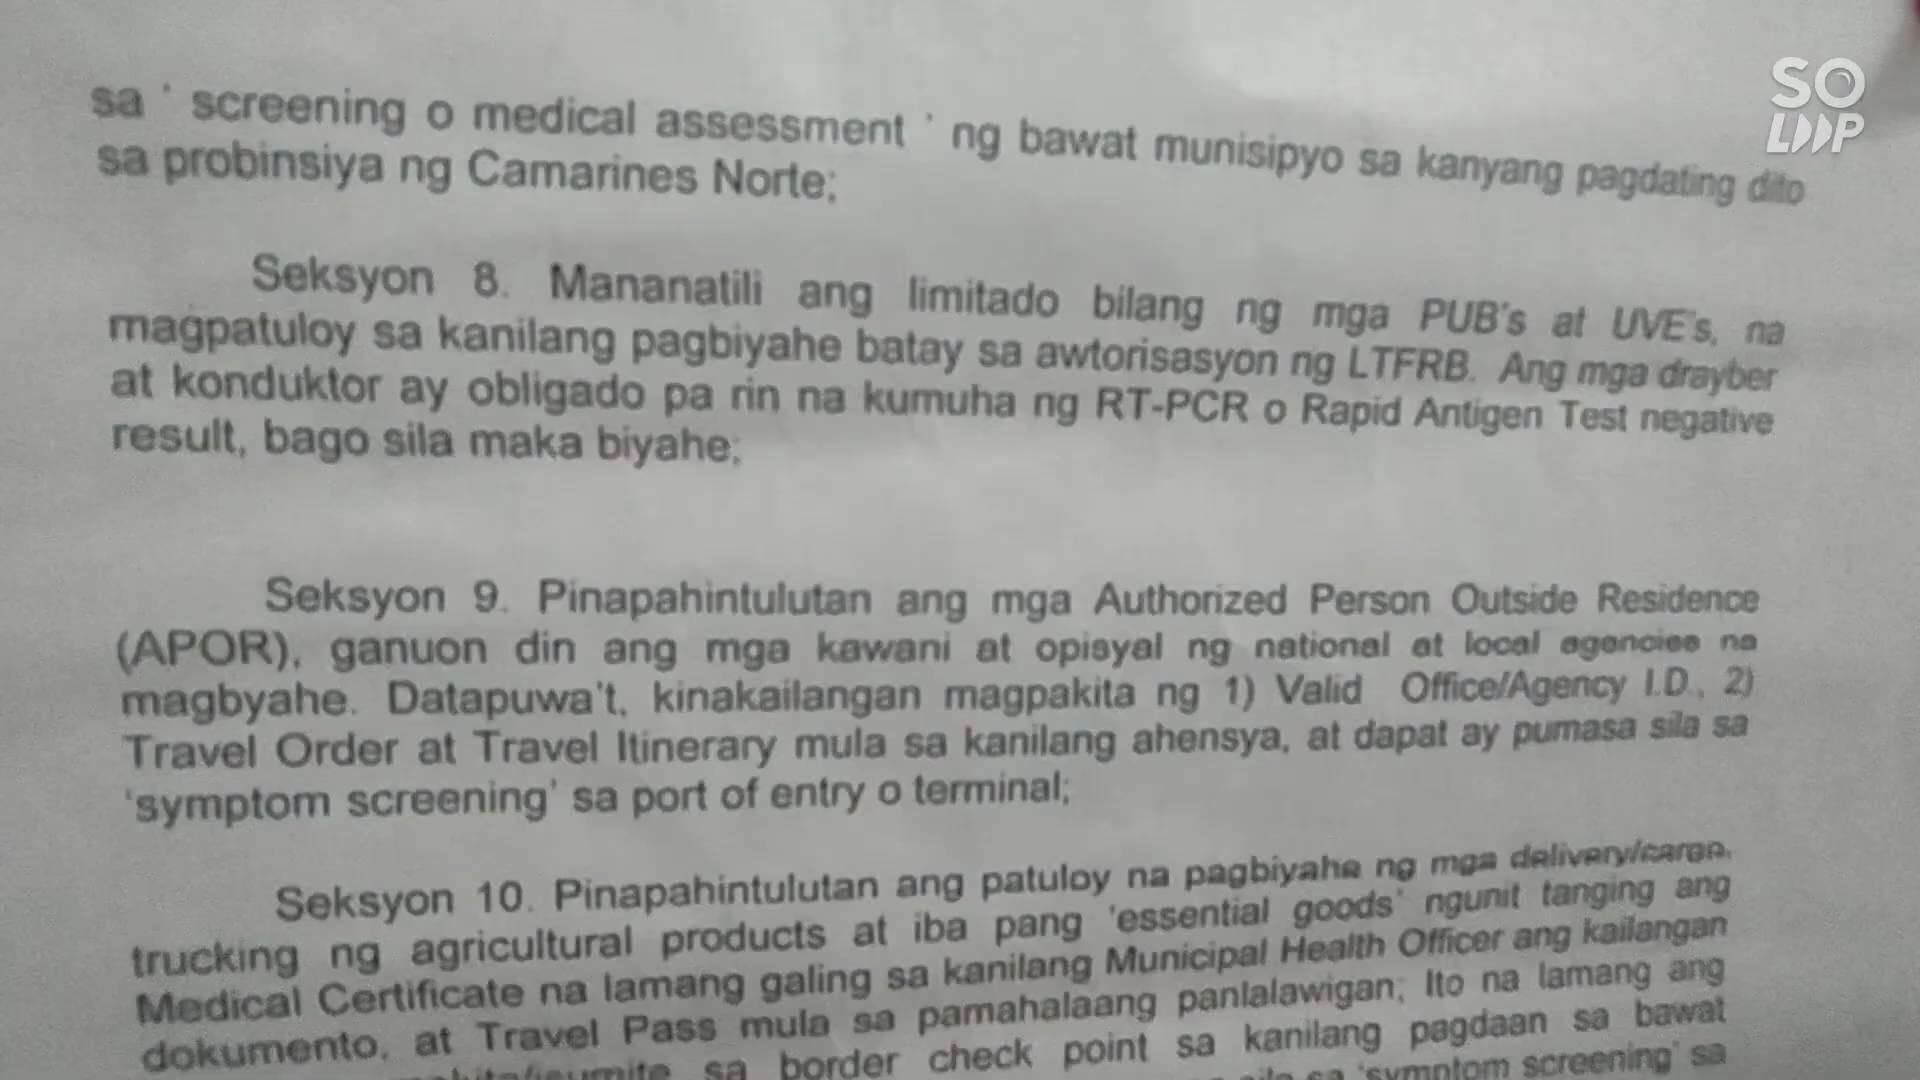 SO LOOP
sa ' screening o medical assessment ' ng bawat munisipyo sa kanyang pagdating dito
sa probinsiya ng Camarines Norte;
Seksyon 8. Mananatili ang limitado bilang ng mga PUB's at UVE's, na
magpatuloy sa kanilang pagbiyahe batay sa awtorisasyon ng LTFRB. Ang mga drayber
at konduktor ay obligado pa rin na kumuha ng RT-PCR o Rapid Antigen Test negative
result, bago sila maka biyahe;
Seksyon 9. Pinapahintulutan ang mga Authorized Person Outside Residence
(APOR), ganuon din ang mga kawani at opisyal ng national at local agencies na
magbyahe. Datapuwa't, kinakailangan magpakita ng 1) Valid Office/Agency I.D., 2)
Travel Order at Travel Itinerary mula sa kanilang ahensya, at dapat ay pumasa sila sa
'symptom screening' sa port of entry o terminal;
Seksyon 10. Pinapahintulutan ang patuloy na pagbiyahe ng mga delivery/cargo,
trucking ng agricultural products at iba pang 'essential goods' ngunit tanging ang
Medical Certificate na lamang galing sa kanilang Municipal Health Officer ang kailangan
dokumento, at Travel Pass mula sa pamahalaang panlalawigan; Ito na lamang ang
sa border check point sa kanilang pagdaan sa bawat
sa 'symptom screening' sa